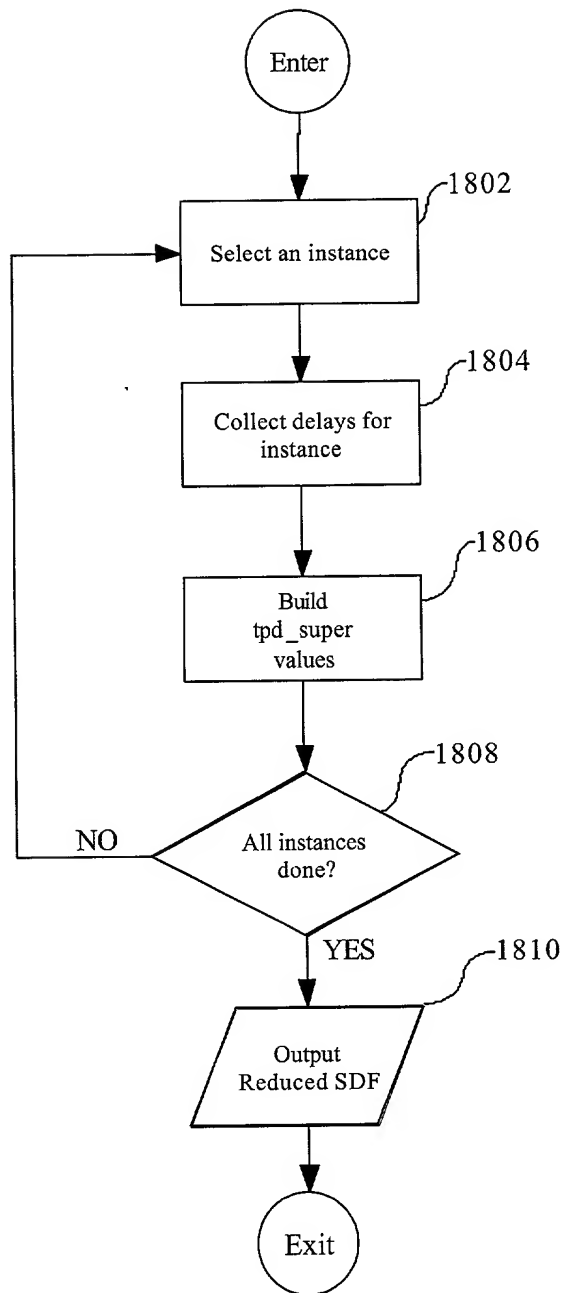 Enter
1802
Select an instance
1804
Collect delays for
instance
1806
Build
tpd_super
values
1808
NO
All instances
done?
YES
1810
Output
Reduced SDF
Exit